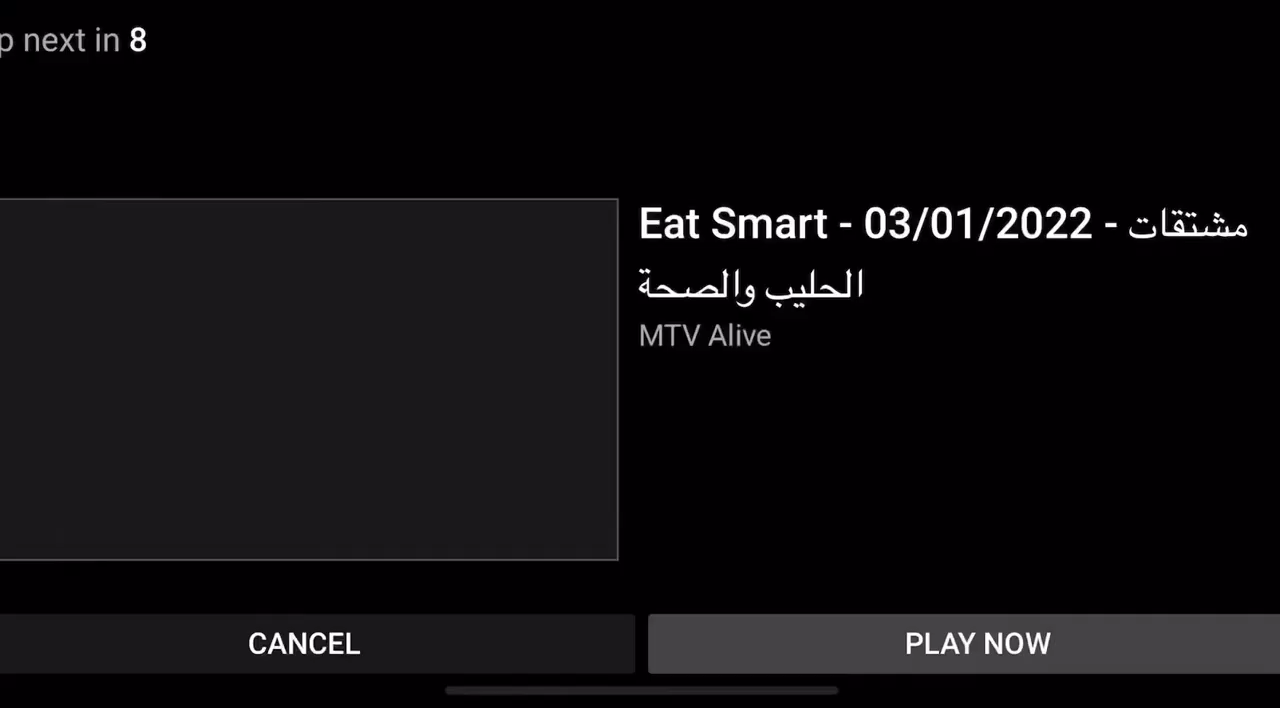 p next in 8
Eat Smart - 03/01/2022 - مشتقات
الحليب والصحة
MTV Alive
CANCEL
PLAY NOW